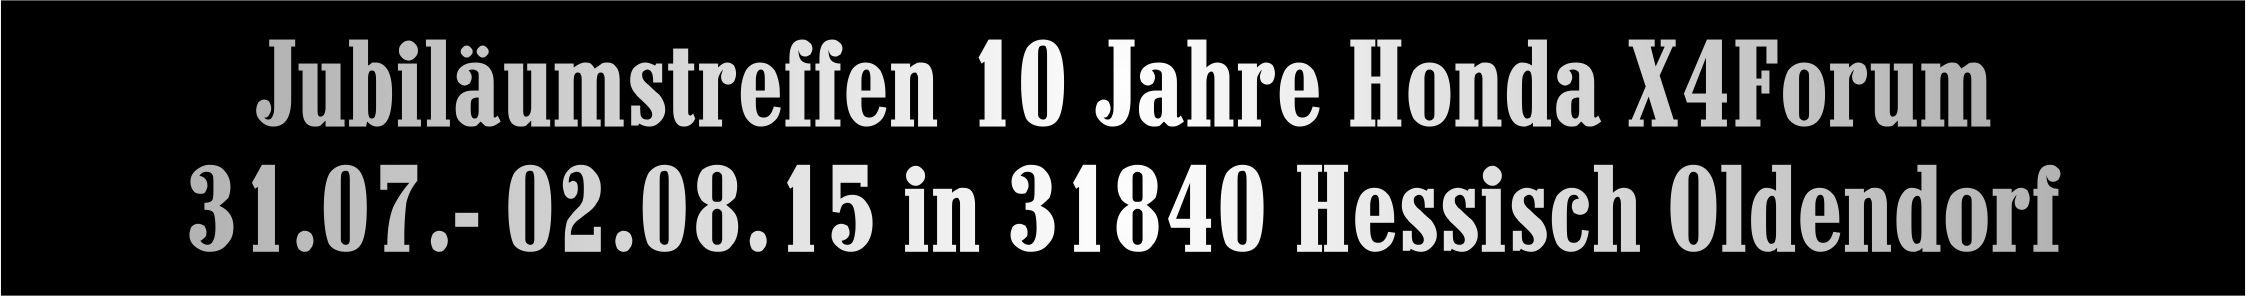 Jubiläumstreffen 10 Jahre Honda X4Forum
31.07.- 02.08.15 in 31840 Hessisch Oldendorf